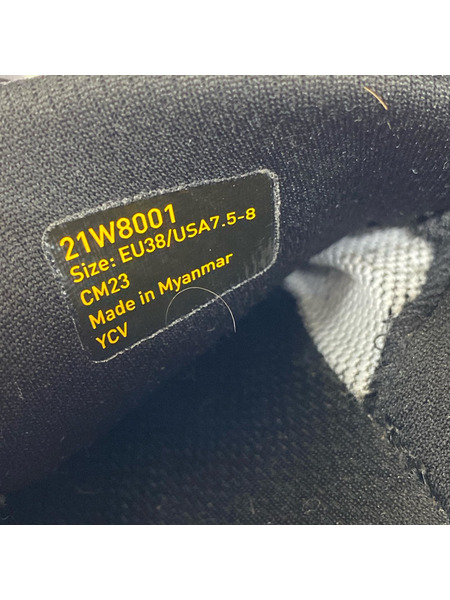 21W8001
Size: EU38/USA7.5-8
CM23
Made in Myanmar
YCV